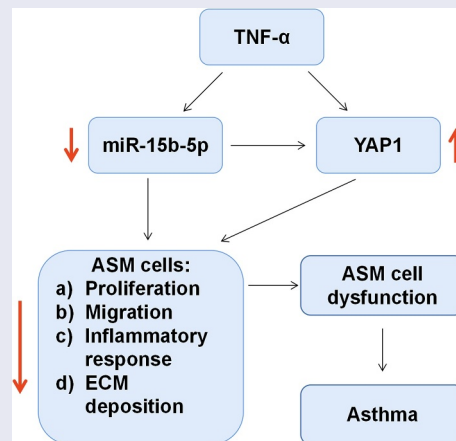 TNF-α
miR-15b-5p
YAP1
ASM cells:
a) Proliferation
b) Migration
c) Inflammatory
response
d) ECM
deposition
ASM cell
dysfunction
Asthma